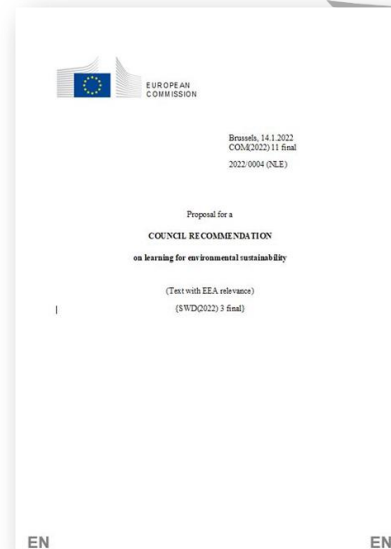 EUROPEAN
COMMISSION
Brussels, 14.1.2022
COM(2022) 11 final
2022/0004 (NLE)
Proposal for a
COUNCIL RECOMMENDATION
on learning for environmental sustainability
(Text with EEA relevance)
{SWD(2022) 3 final}
EN EN